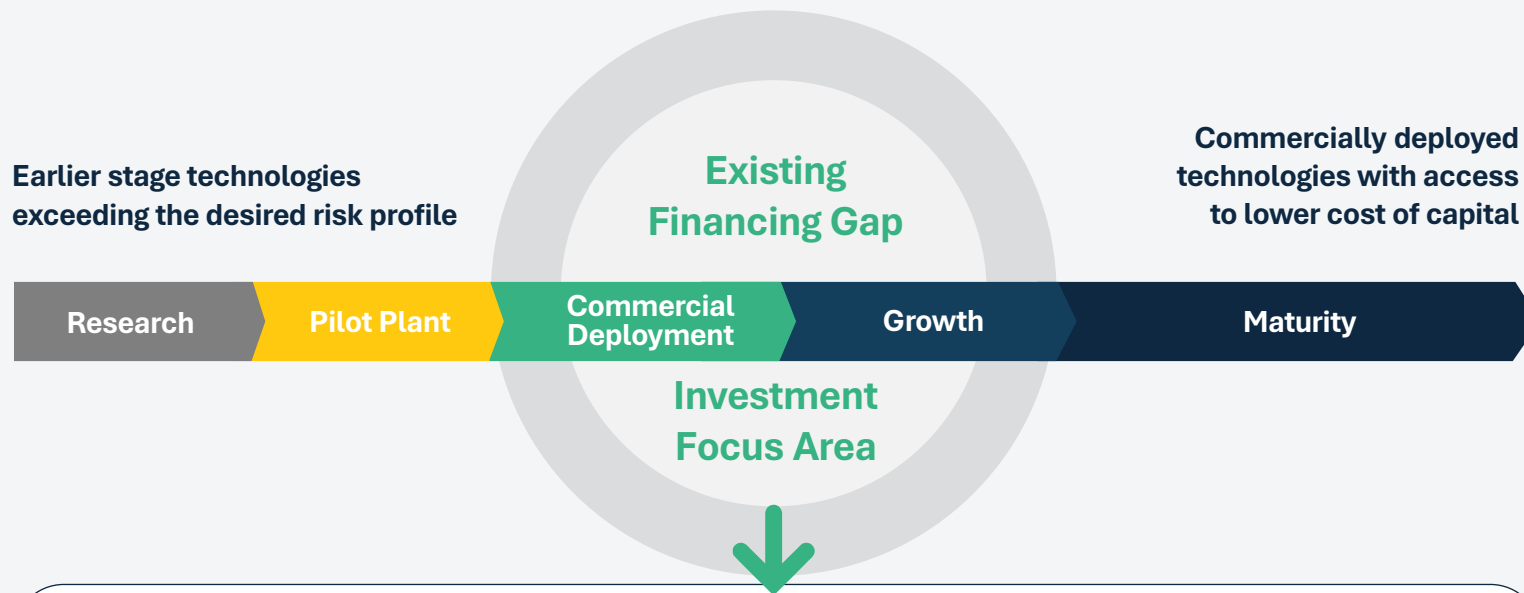 Earlier stage technologies
exceeding the desired risk profile
Existing
Financing Gap
Commercially deployed
technologies with access
to lower cost of capital
Research
Pilot Plant
Commercial
Deployment
Growth
Maturity
Investment
Focus Area